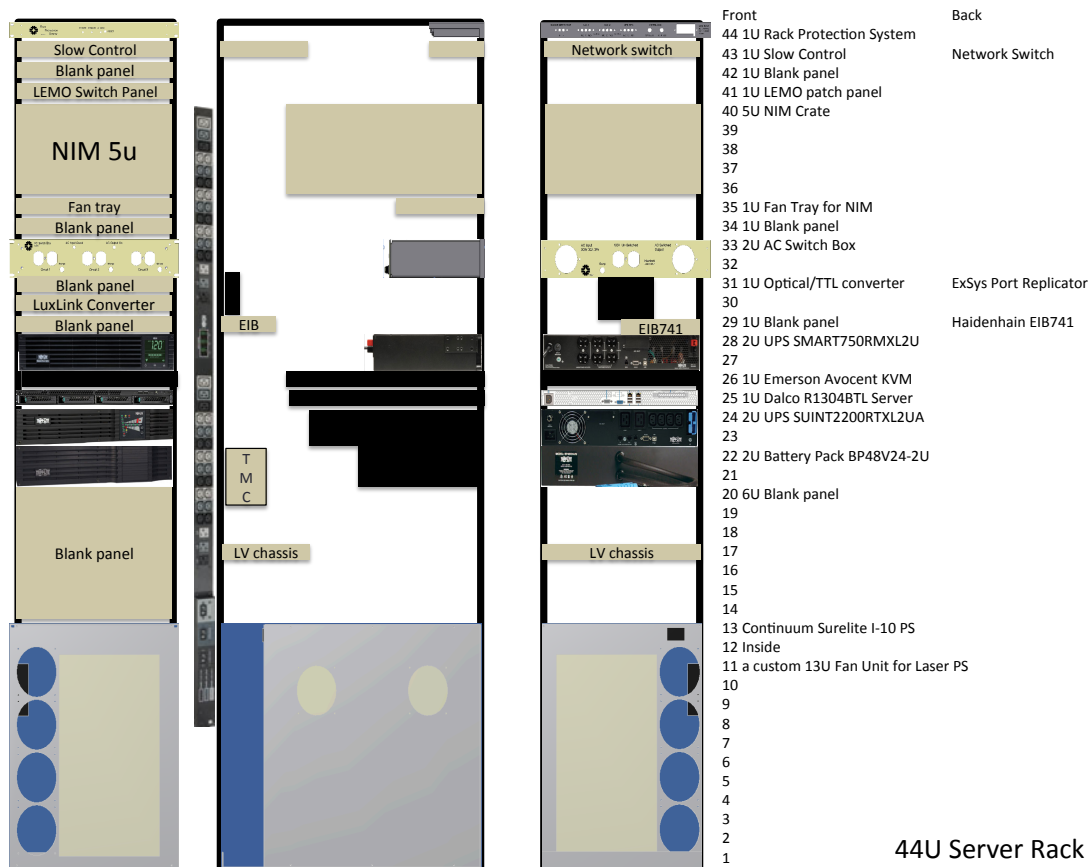 Slow Control
Blank panel
LEMO Switch Panel
NIM 5u
Fan tray
Blank panel
Blank panel
LuxLink Converter
Blank panel
120
Blank panel
EIB
T
M
C
LV chassis
Network switch
EIB741
LV chassis
Front Back
44 1U Rack Protection System
43 1U Slow Control Network Switch
42 1U Blank panel
41 1U LEMO patch panel
40 5U NIM Crate
39
38
37
36
35 1U Fan Tray for NIM
34 1U Blank panel
33 2U AC Switch Box
32
31 1U Optical/TTL converter ExSys Port Replicator
30
29 1U Blank panel Haidenhain EIB741
28 2U UPS SMART750RMXL2U
27
26 1U Emerson Avocent KVM
25 1U Dalco R1304BTL Server
24 2U UPS SUINT2200RTXL2UA
23
22 2U Battery Pack BP48V24-2U
21
20 6U Blank panel
19
18
17
16
15
14
13 Continuum Surelite I-10 PS
12 Inside
11 a custom 13U Fan Unit for Laser PS
10
9
8
7
6
5
4
3
2
1
44U Server Rack